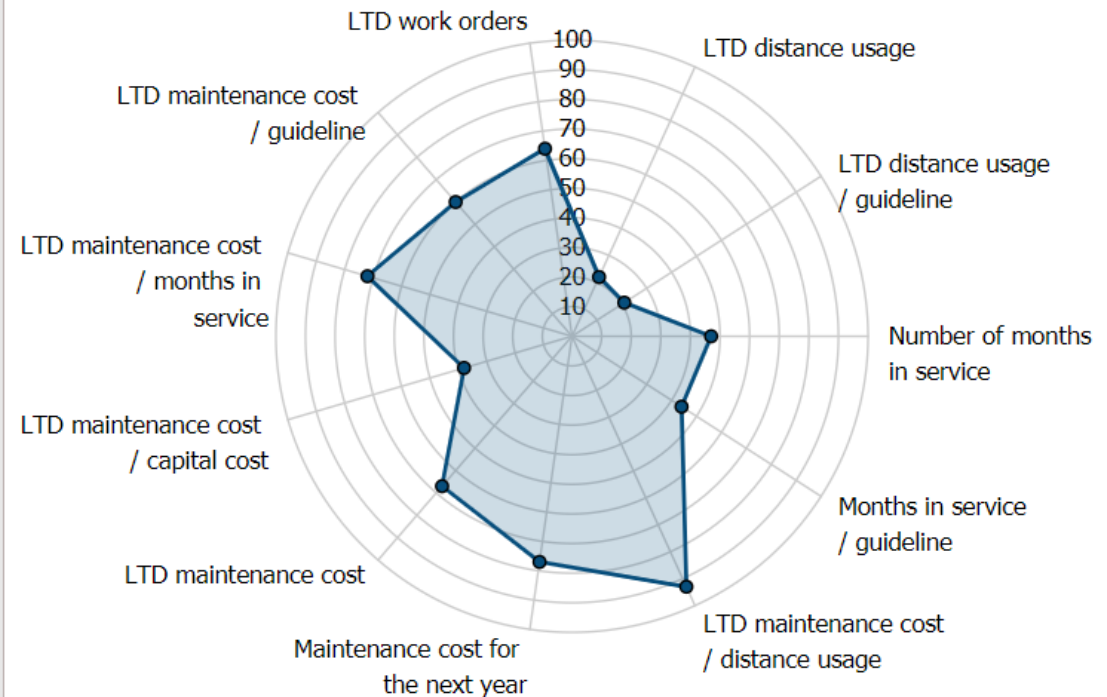 LTD work orders
100
LTD distance usage
90
80
70
60
50
40
30
20
10
LTD maintenance cost
/ guideline
LTD distance usage
/ guideline
LTD maintenance cost
/ months in
service
Number of months
in service
LTD maintenance cost
/ capital cost
Months in service
/ guideline
LTD maintenance cost
LTD maintenance cost
/ distance usage
Maintenance cost for
the next year